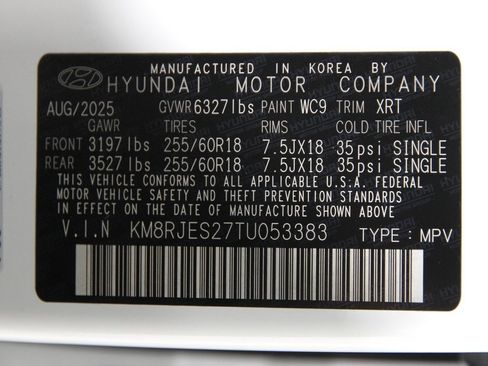 MANUFACTURED IN KOREA BY
HYUNDAI MOTOR COMPANY
AUG/2025 GVWR 6327lbs PAINT WC9 TRIM XRT
GAWR TIRES RIMS COLD TIRE INFL
FRONT 3197lbs 255/60R18 7.5JX18 35psi SINGLE
REAR 3527lbs 255/60R18 7.5JX18 35psi SINGLE
THIS VEHICLE CONFORMS TO ALL APPLICABLE U.S.A. FEDERAL
MOTOR VEHICLE SAFETY AND THEFT PREVENTION STANDARDS
IN EFFECT ON THE DATE OF MANUFACTURE SHOWN ABOVE
V.I.N KM8RJES27TU053383 TYPE : MPV